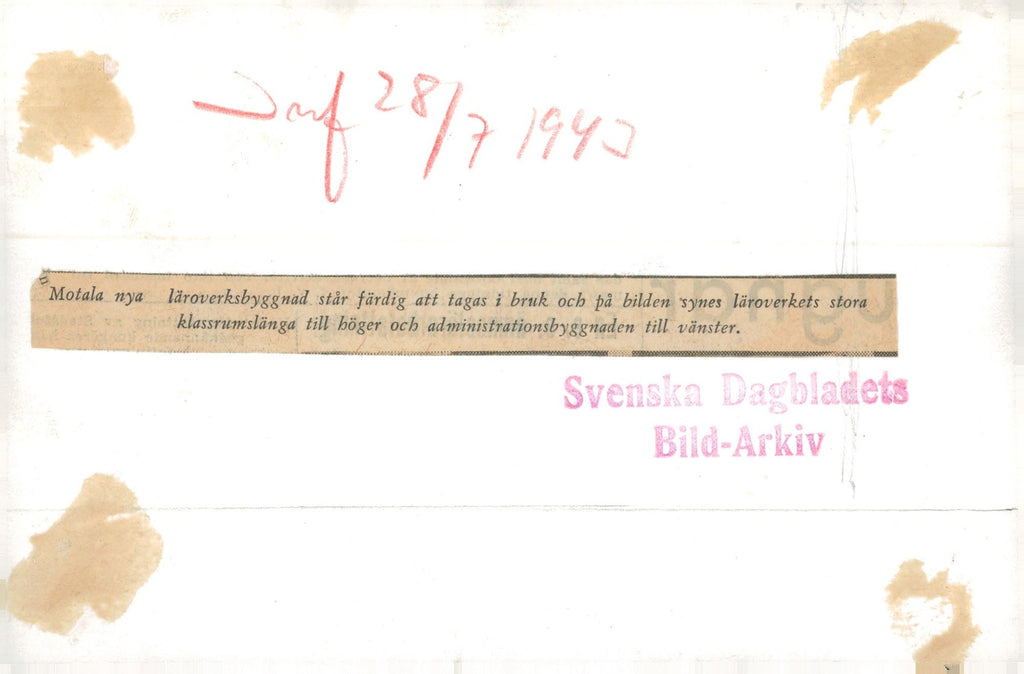 28/7 1943
Motala nya läroverksbyggnad står färdig att tagas i bruk och på bilden synes läroverkets stora
klassrumslänga till höger och administrationsbyggnaden till vänster.
Svenska Dagbladets
Bild-Arkiv